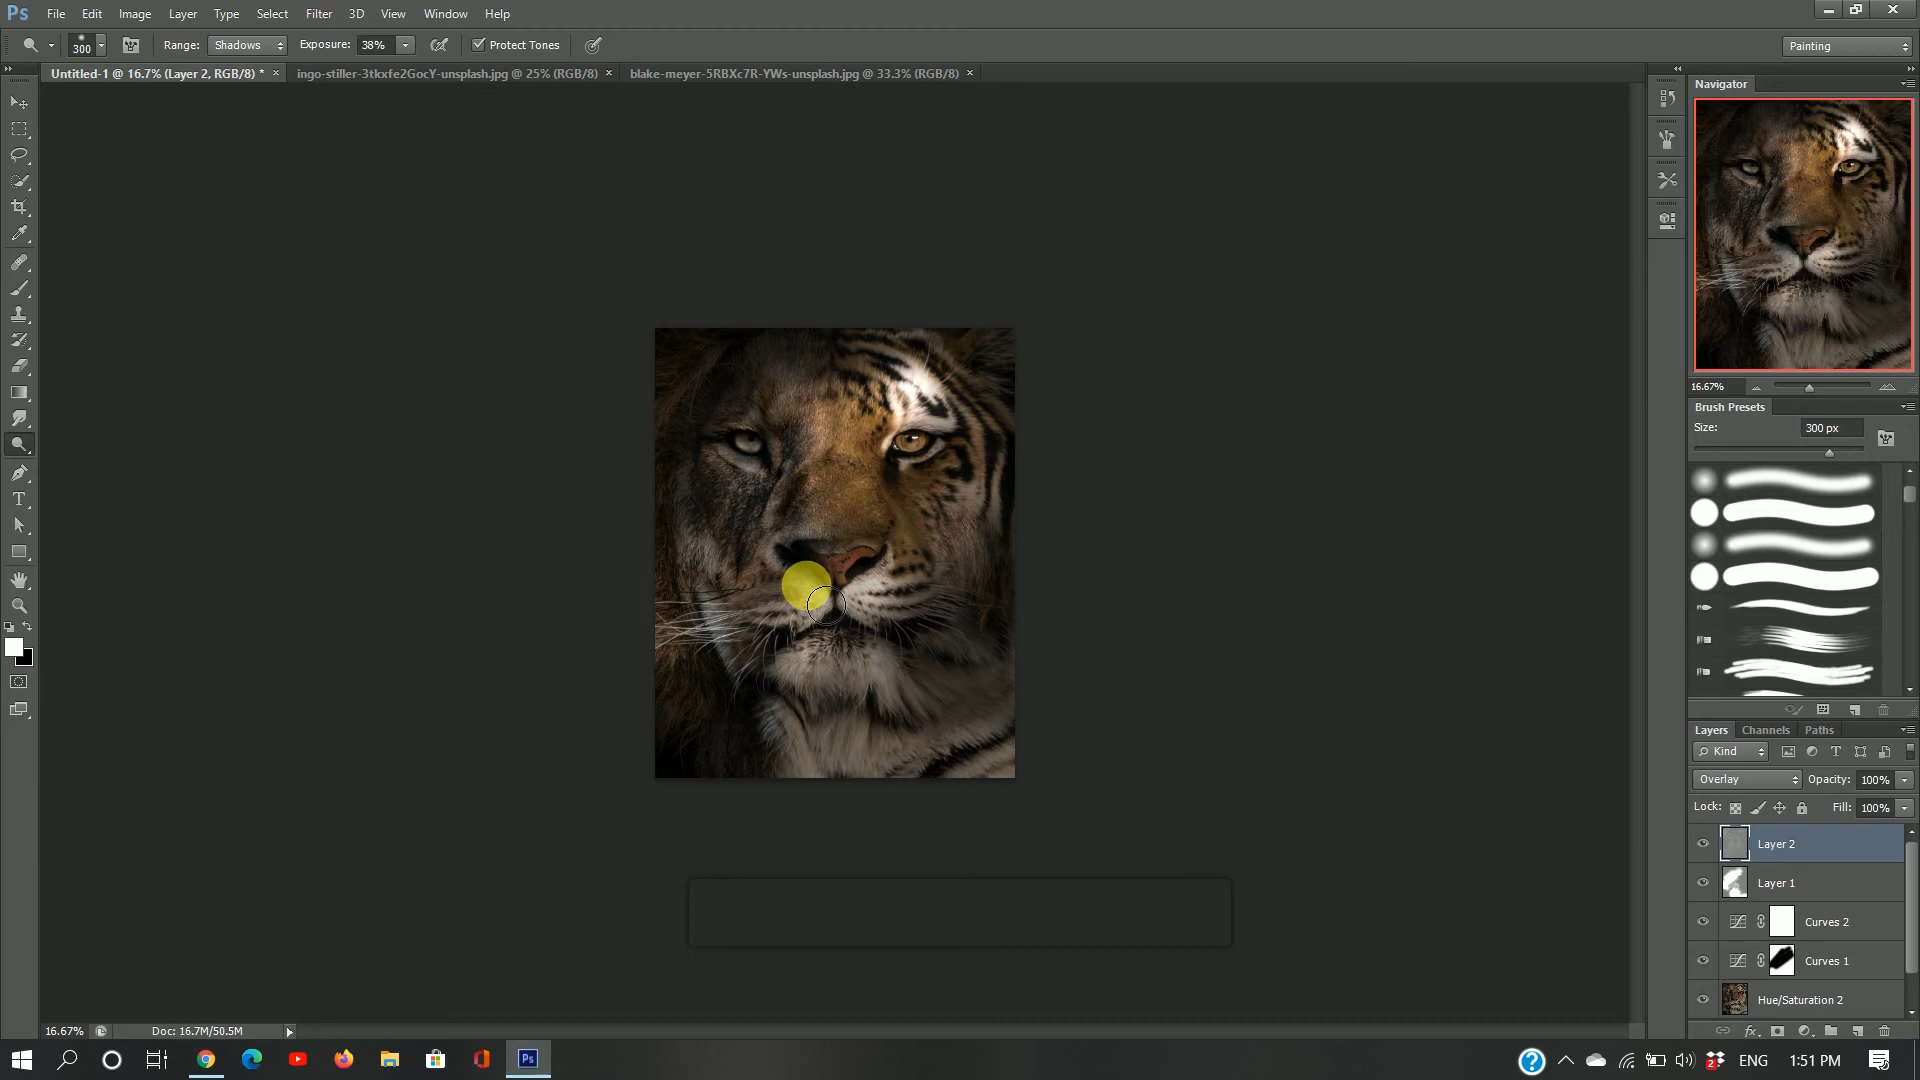 Ps File Edit Image Layer Type Select Filter 3D View Window Help
300 Range: Shadows Exposure: 38% Protect Tones Painting
Untitled-1 @ 16.7% (Layer 2, RGB/8) * × ingo-stiller-3tkxfe2GocY-unsplash.jpg @ 25% (RGB/8) × blake-meyer-5RBXc7R-YWs-unsplash.jpg @ 33.3% (RGB/8) ×
Navigator
16.67%
Brush Presets
Size: 300 px
Layers Channels Paths
Kind
Overlay Opacity: 100%
Lock: Fill: 100%
Layer 2
Layer 1
Curves 2
Curves 1
Hue/Saturation 2
16.67% Doc: 16.7M/50.5M
Ps 2 ENG 1:51 PM